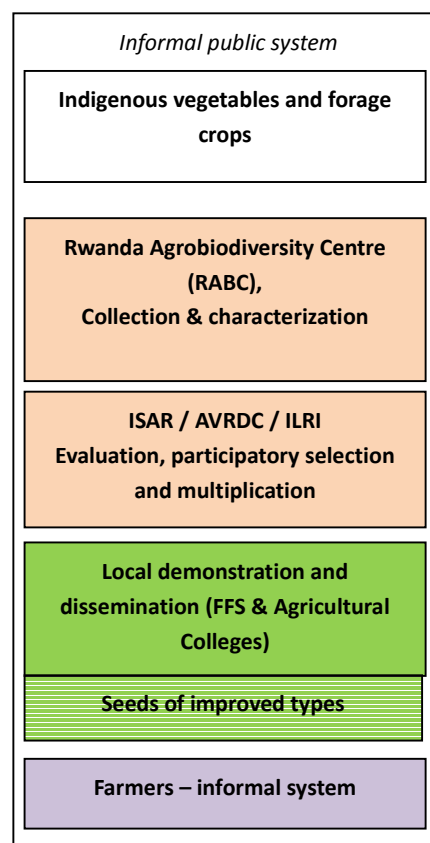 Informal public system
Indigenous vegetables and forage
crops
Rwanda Agrobiodiversity Centre
(RABC),
Collection & characterization
ISAR / AVRDC / ILRI
Evaluation, participatory selection
and multiplication
Local demonstration and
dissemination (FFS & Agricultural
Colleges)
Seeds of improved types
Farmers – informal system